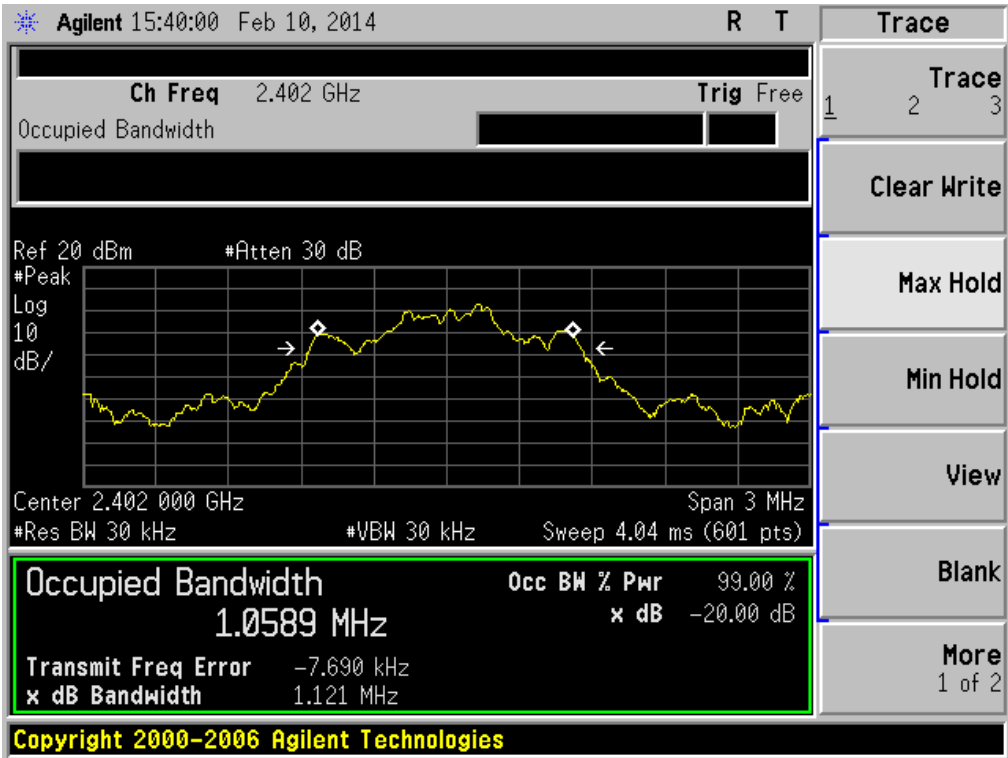 Agilent 15:40:00 Feb 10, 2014 R T
Trace
Ch Freq 2.402 GHz Trig Free
Occupied Bandwidth
Ref 20 dBm #Atten 30 dB
#Peak
Log
10
dB/
Center 2.402 000 GHz Span 3 MHz
#Res BW 30 kHz #VBW 30 kHz Sweep 4.04 ms (601 pts)
Occupied Bandwidth
1.0589 MHz
Occ BW % Pwr 99.00 %
x dB -20.00 dB
Transmit Freq Error -7.690 kHz
x dB Bandwidth 1.121 MHz
Copyright 2000-2006 Agilent Technologies
Trace
1 2 3
Clear Write
Max Hold
Min Hold
View
Blank
More
1 of 2